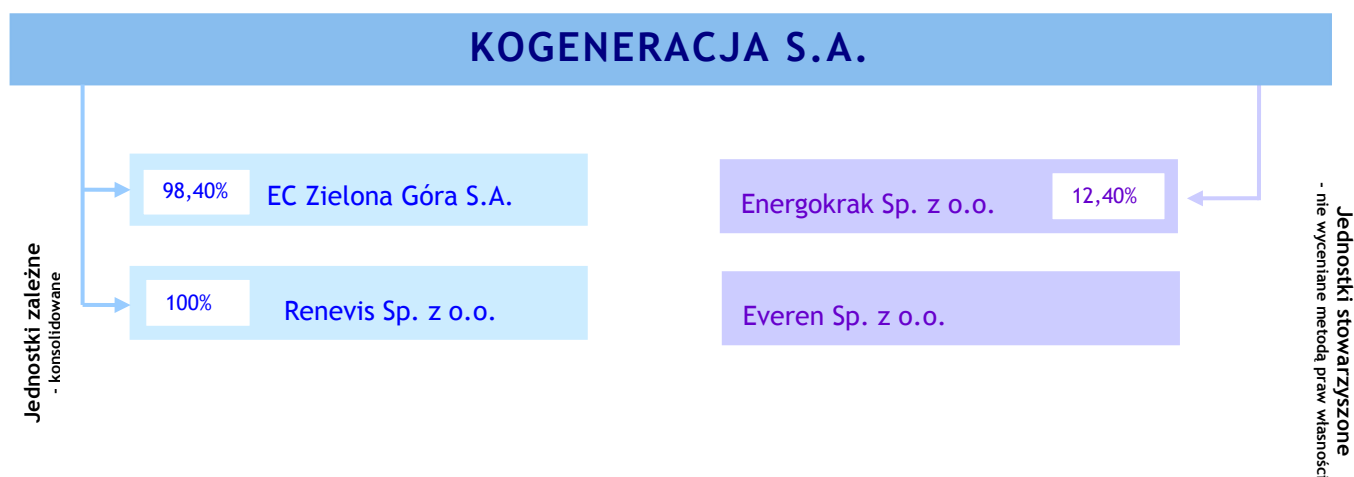 KOGENERACJA S.A.
98,40%
EC Zielona Góra S.A.
100%
Renevis Sp. z o.o.
Energokrak Sp. z o.o.
12,40%
Everen Sp. z o.o.
Jednostki zależne
- konsolidowane
Jednostki stowarzyszone
- nie wyceniane metodą praw własności